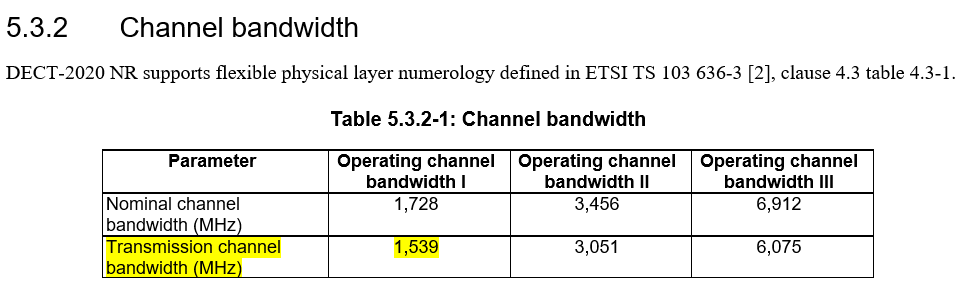 5.3.2 Channel bandwidth
DECT-2020 NR supports flexible physical layer numerology defined in ETSI TS 103 636-3 [2], clause 4.3 table 4.3-1.
Table 5.3.2-1: Channel bandwidth
Parameter Operating channel bandwidth I Operating channel bandwidth II Operating channel bandwidth III
Nominal channel bandwidth (MHz) 1,728 3,456 6,912
Transmission channel bandwidth (MHz) 1,539 3,051 6,075